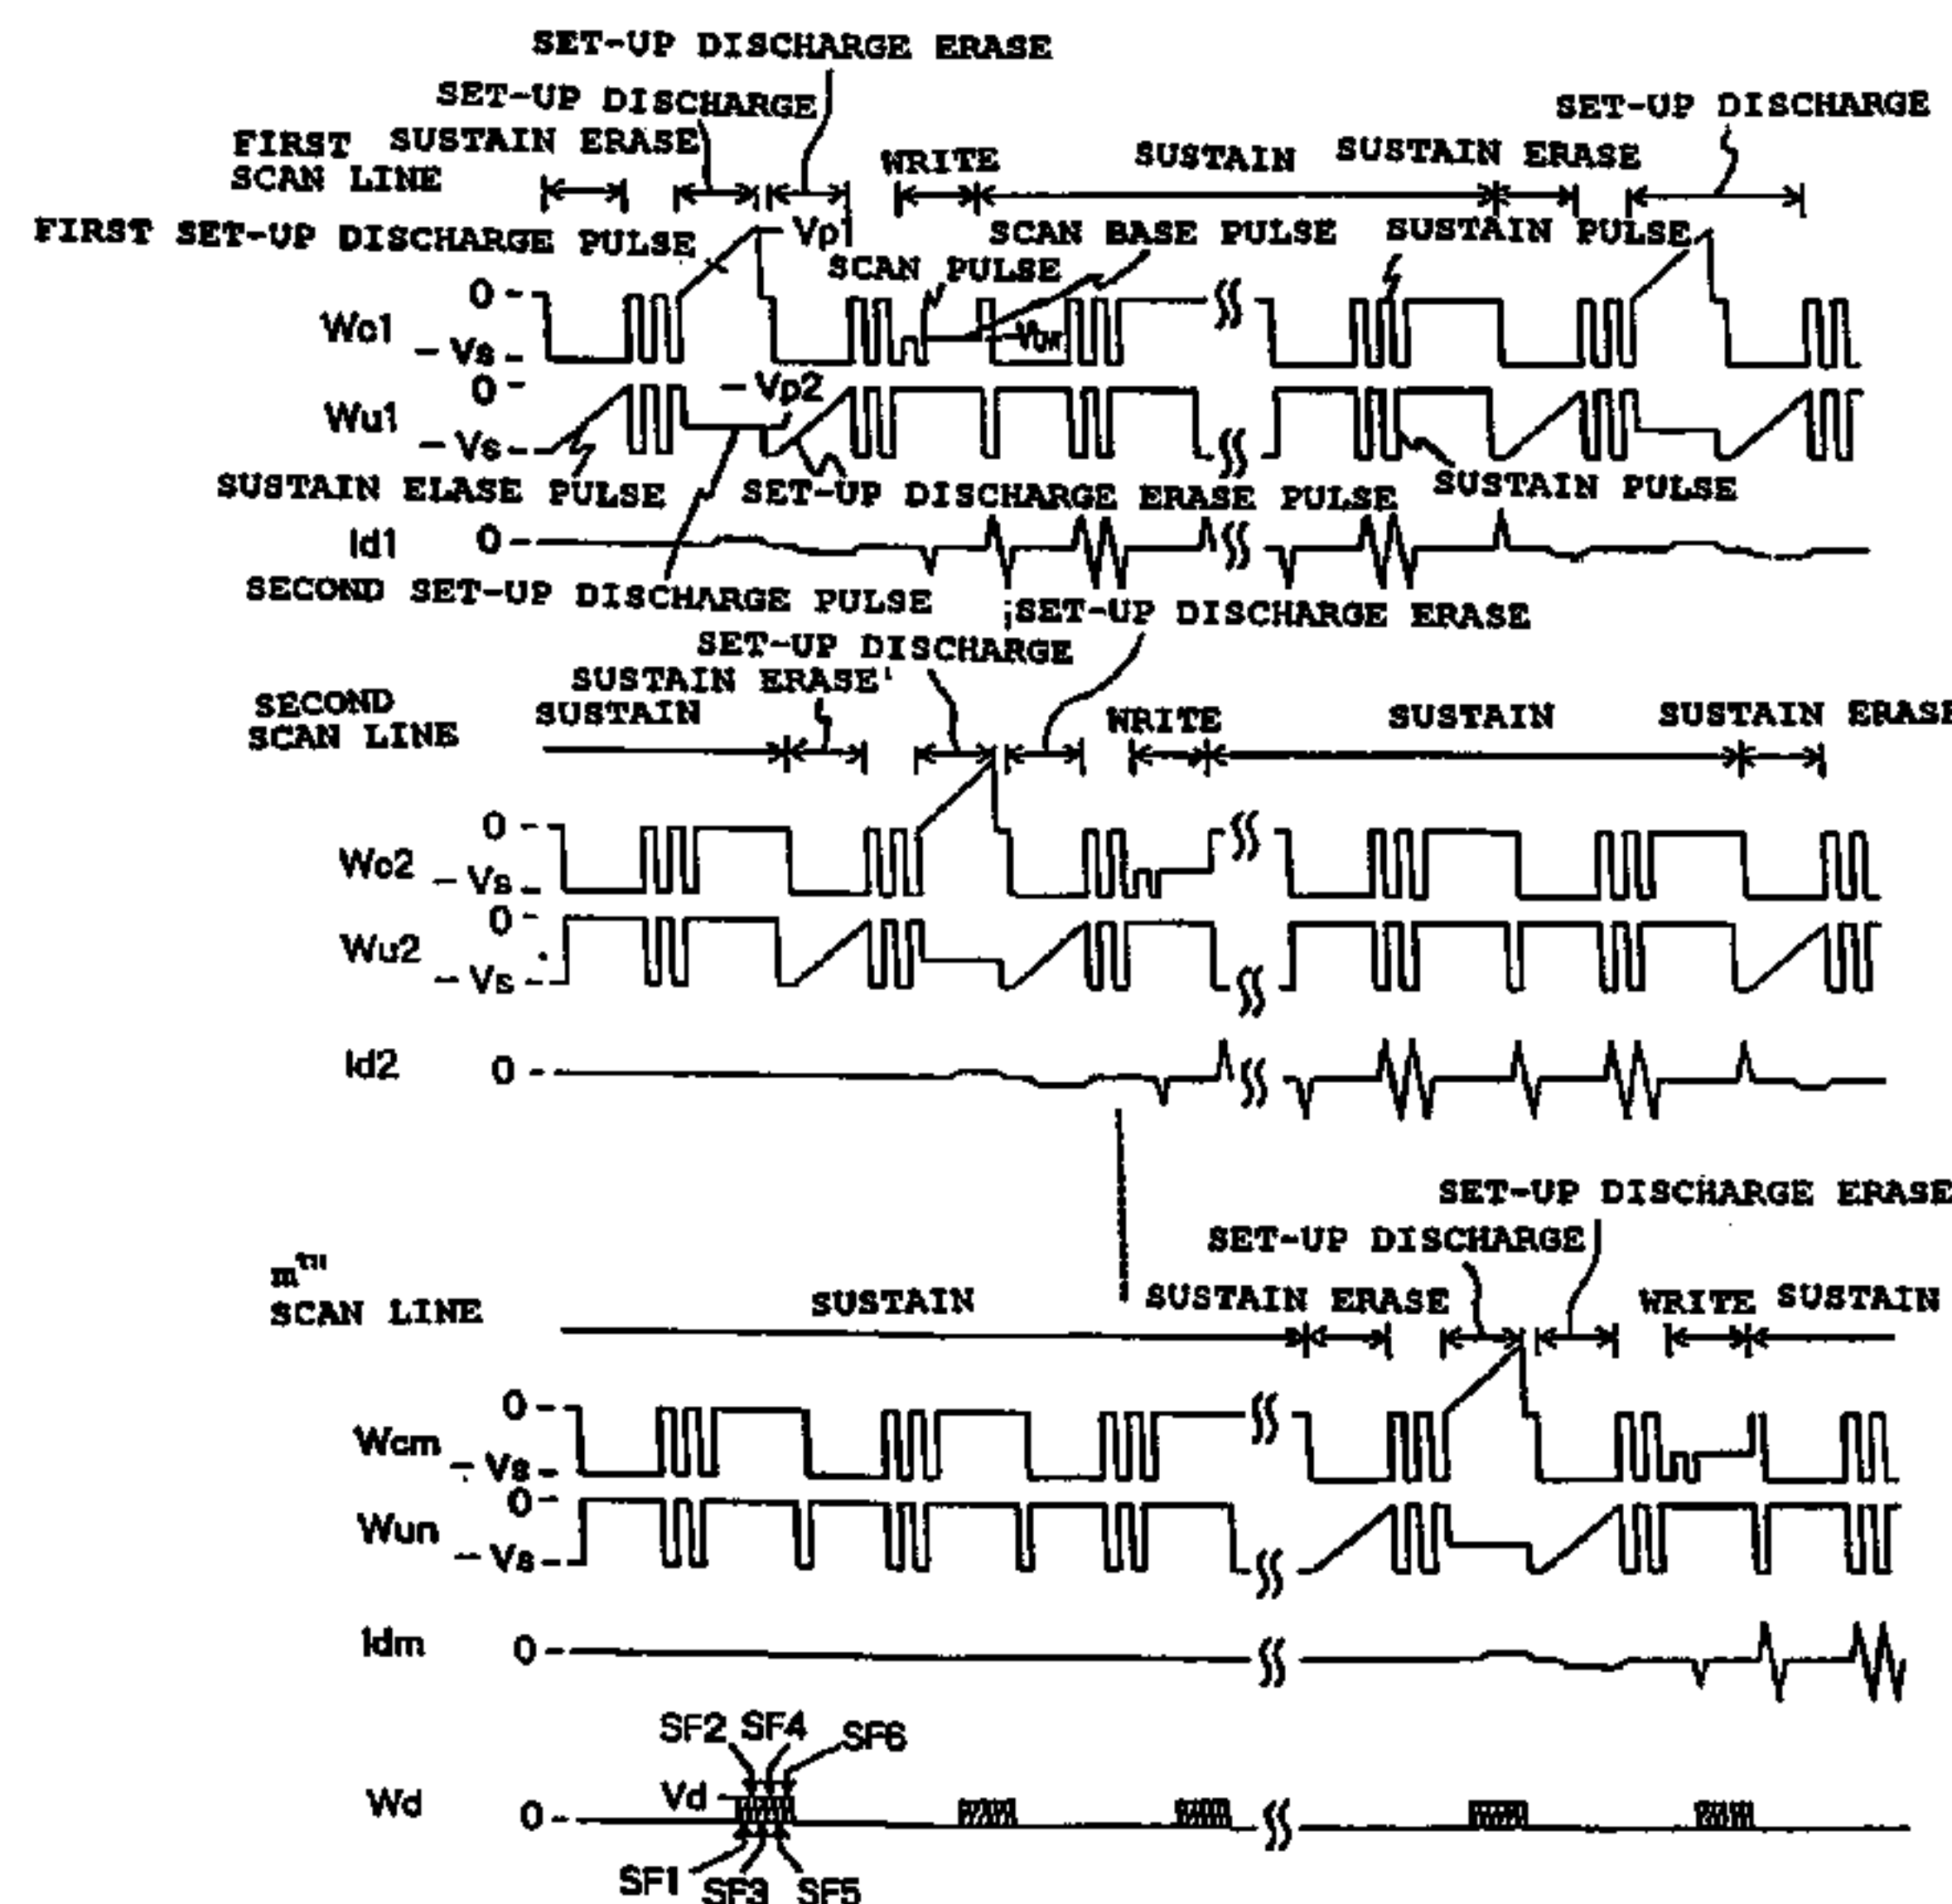 SET-UP DISCHARGE ERASE
SET-UP DISCHARGE
SET-UP DISCHARGE
FIRST SUSTAIN ERASE
SCAN LINE
WRITE
SUSTAIN
SUSTAIN ERASE
FIRST SET-UP DISCHARGE PULSE
Vp1
SCAN BASE PULSE
SUSTAIN PULSE
SCAN PULSE
0
Wc1
- Vs
0
- Vp2
Wu1
- Vs
SUSTAIN ELASE PULSE
SET-UP DISCHARGE ERASE PULSE
SUSTAIN PULSE
Id1
0
SECOND SET-UP DISCHARGE PULSE
SET-UP DISCHARGE ERASE
SET-UP DISCHARGE
SUSTAIN ERASE
SECOND
SCAN LINE
SUSTAIN
WRITE
SUSTAIN
SUSTAIN ERASE
0
Wc2
- Vs
0
Wu2
- Vs
Id2
0
SET-UP DISCHARGE ERASE
SET-UP DISCHARGE
mTH
SCAN LINE
SUSTAIN
SUSTAIN ERASE
WRITE
SUSTAIN
0
Wcm
- Vs
0
Wun
- Vs
Idm
0
SF2 SF4 SF6
Vd
Wd
0
SF1 SF3 SF5